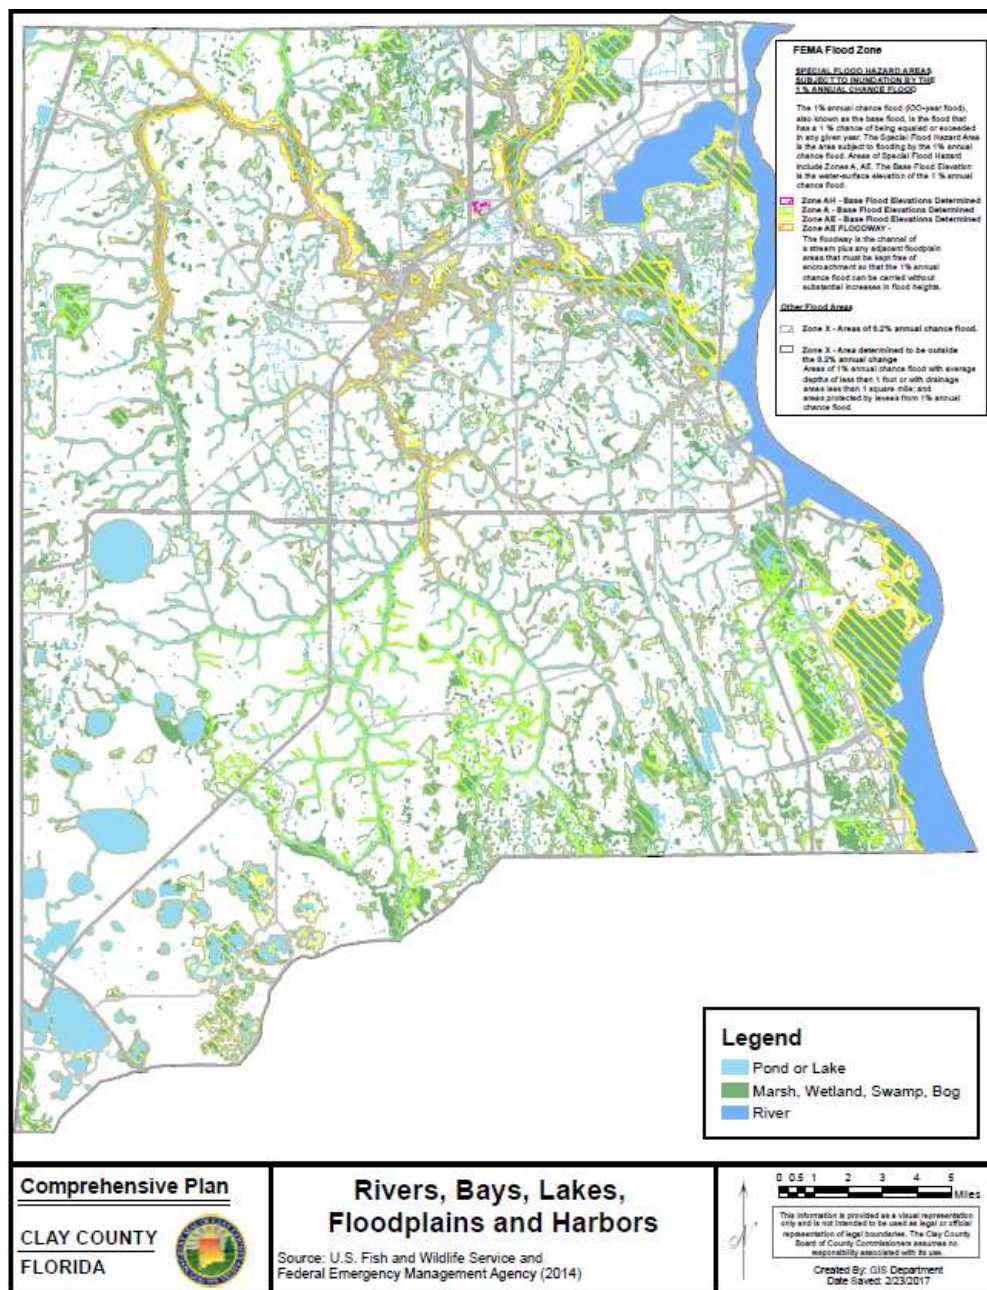 FEMA Flood Zone
SPECIAL FLOOD HAZARD AREAS
SUBJECT TO INUNDATION BY THE
1 % ANNUAL CHANCE FLOOD
The 1% annual chance flood (100-year flood),
also known as the base flood, is the flood that
has a 1 % chance of being equaled or exceeded
in any given year. The Special Flood Hazard Area
is the area subject to flooding by the 1% annual
chance flood. Areas of Special Flood Hazard
include Zones A, AE. The Base Flood Elevation
is the water-surface elevation of the 1 % annual
chance flood.
Zone AH - Base Flood Elevations Determined
Zone A - Base Flood Elevations Determined
Zone AE - Base Flood Elevations Determined
Zone AE FLOODWAY -
The floodway is the channel of
a stream plus any adjacent floodplain
areas that must be kept free of
encroachment so that the 1% annual
chance flood can be carried without
substantial increases in flood heights.
Other Flood Areas
Zone X - Areas of 0.2% annual chance flood.
Zone X - Area determined to be outside
the 0.2% annual change
Areas of 1% annual chance flood with average
depths of less than 1 foot or with drainage
areas less than 1 square mile; and
areas protected by levees from 1% annual
chance flood.
Legend
Pond or Lake
Marsh, Wetland, Swamp, Bog
River
Comprehensive Plan
CLAY COUNTY
FLORIDA
Rivers, Bays, Lakes,
Floodplains and Harbors
Source: U.S. Fish and Wildlife Service and
Federal Emergency Management Agency (2014)
N
0 0.5 1 2 3 4 5
Miles
This information is provided as a visual representation
only and is not intended to be used as legal or official
representation of legal boundaries. The Clay County
Board of County Commissioners assumes no
responsibility associated with its use.
Created By: GIS Department
Date Saved: 2/23/2017